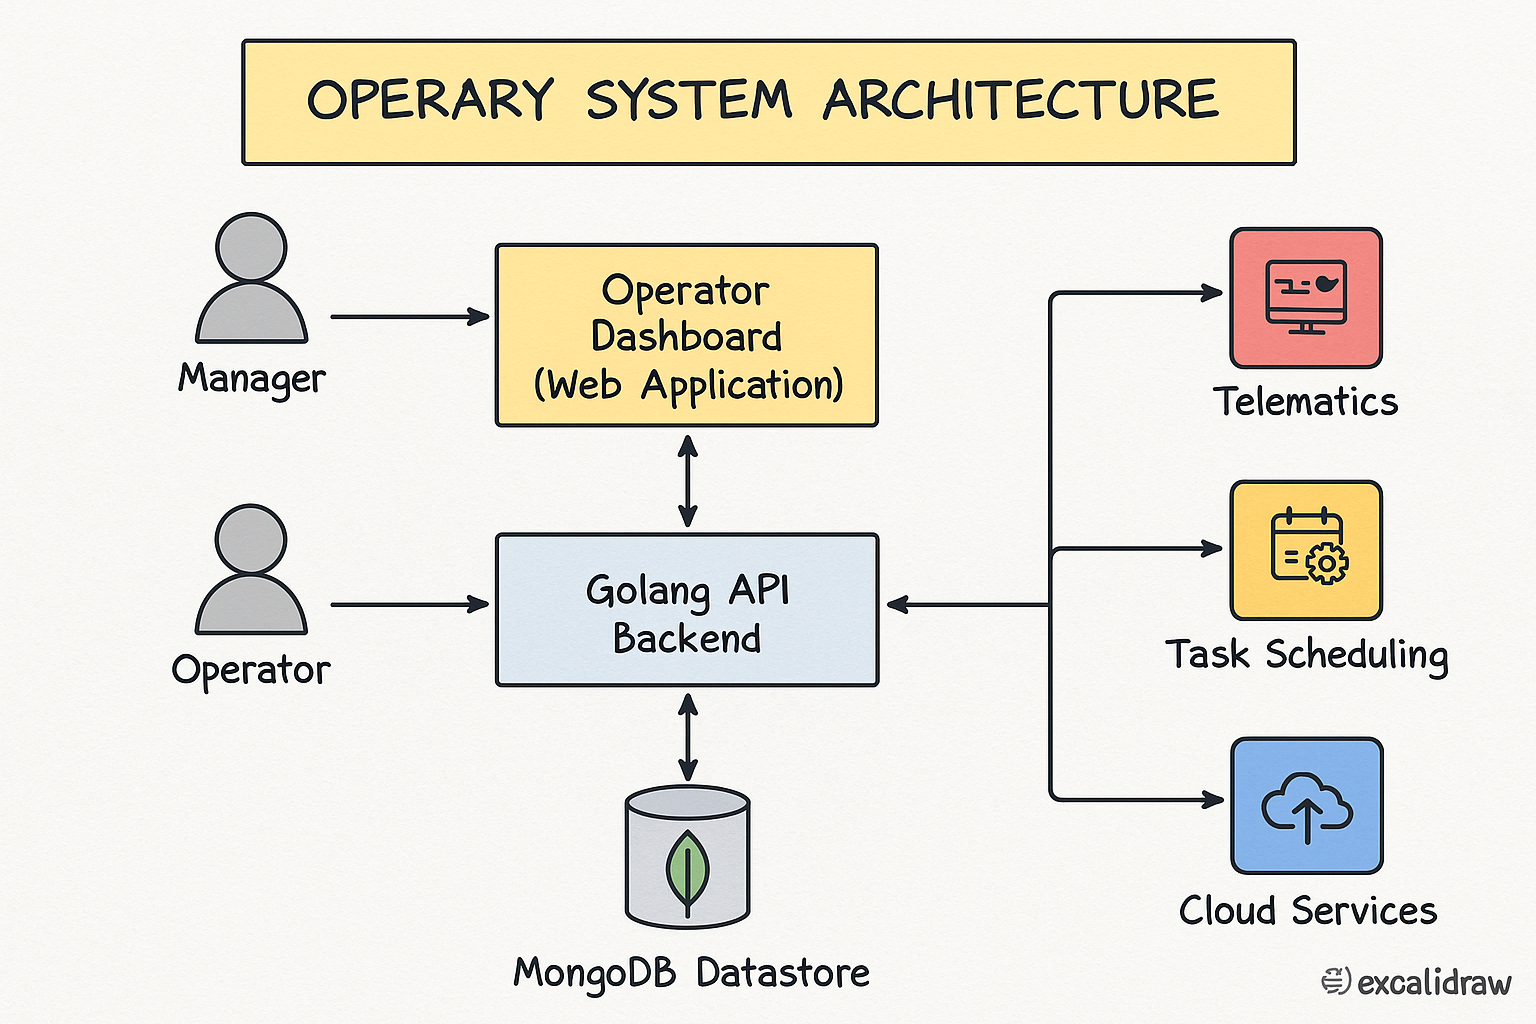 OPERARY SYSTEM ARCHITECTURE
Manager
Operator
Dashboard
(Web Application)
Telematics
Operator
Golang API
Backend
Task Scheduling
MongoDB Datastore
Cloud Services
excalidraw